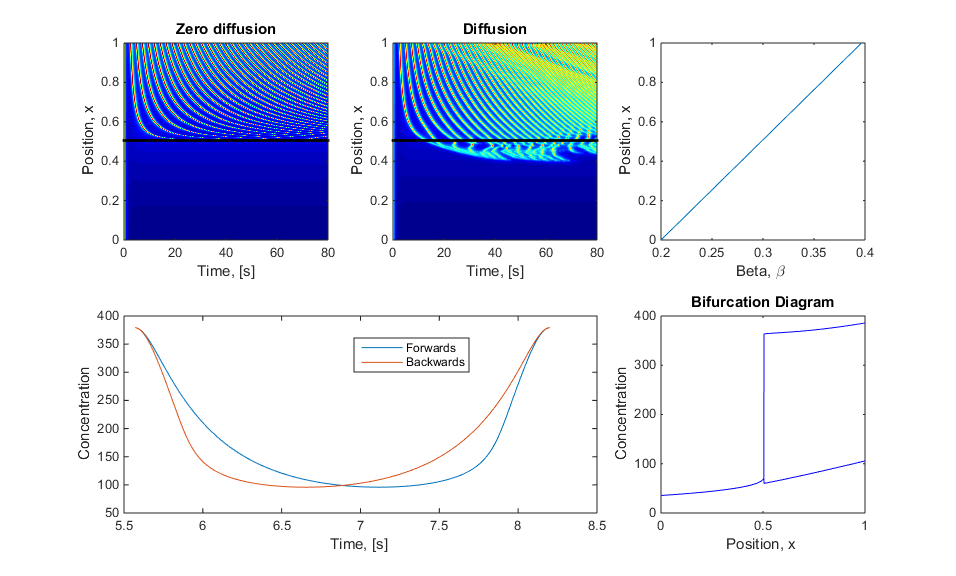 Zero diffusion
Position, x
1
0.8
0.6
0.4
0.2
0
0 20 40 60 80
Time, [s]
Diffusion
Position, x
1
0.8
0.6
0.4
0.2
0
0 20 40 60 80
Time, [s]
Position, x
1
0.8
0.6
0.4
0.2
0
0.2 0.25 0.3 0.35 0.4
Beta, β
Concentration
400
350
300
250
200
150
100
50
5.5 6 6.5 7 7.5 8 8.5
Time, [s]
Forwards
Backwards
Bifurcation Diagram
Concentration
400
300
200
100
0
0 0.5 1
Position, x